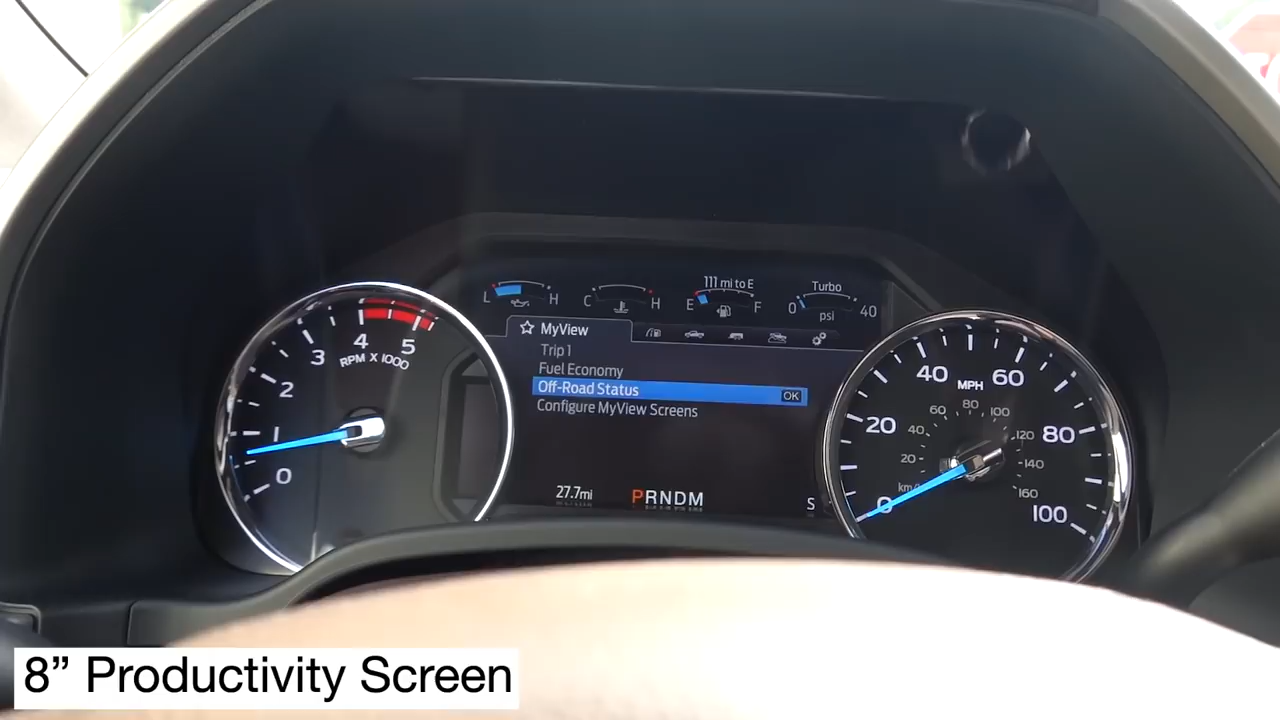 111 mi to E
Turbo
L H C H E F 0 40
psi
MyView
Trip 1
Fuel Economy
Off-Road Status OK
Configure MyView Screens
27.7mi PRNDM S
0 1 2 3 4 5
RPM X 1000
0 20 40 60 80 100
MPH
20 40 60 80 100 120 140 160
8” Productivity Screen